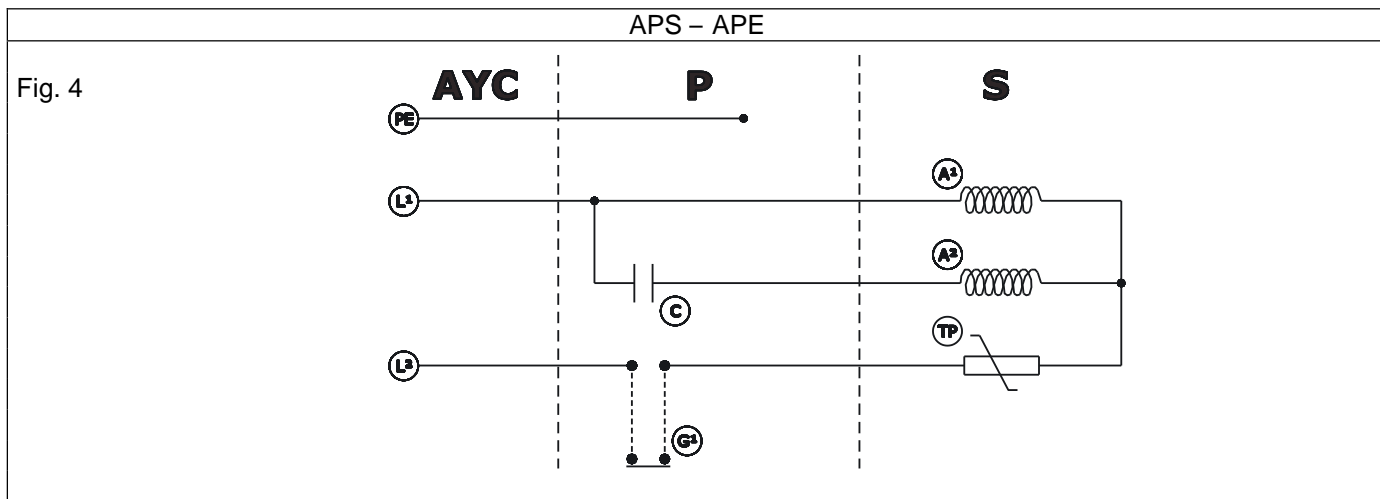 APS – APE
Fig. 4
AYC P S
PE
L1
A1
A2
C
TP
L2
G1